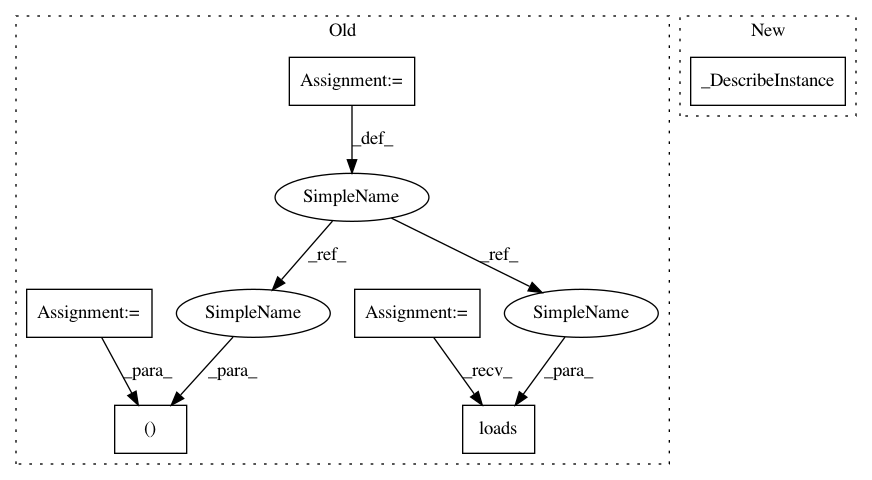 Old
New
Assignment:=
_DescribeInstance
_def_
SimpleName
_ref_
_ref_
Assignment:=
SimpleName
Assignment:=
SimpleName
_para_
_para_
_recv_
_para_
()
loads